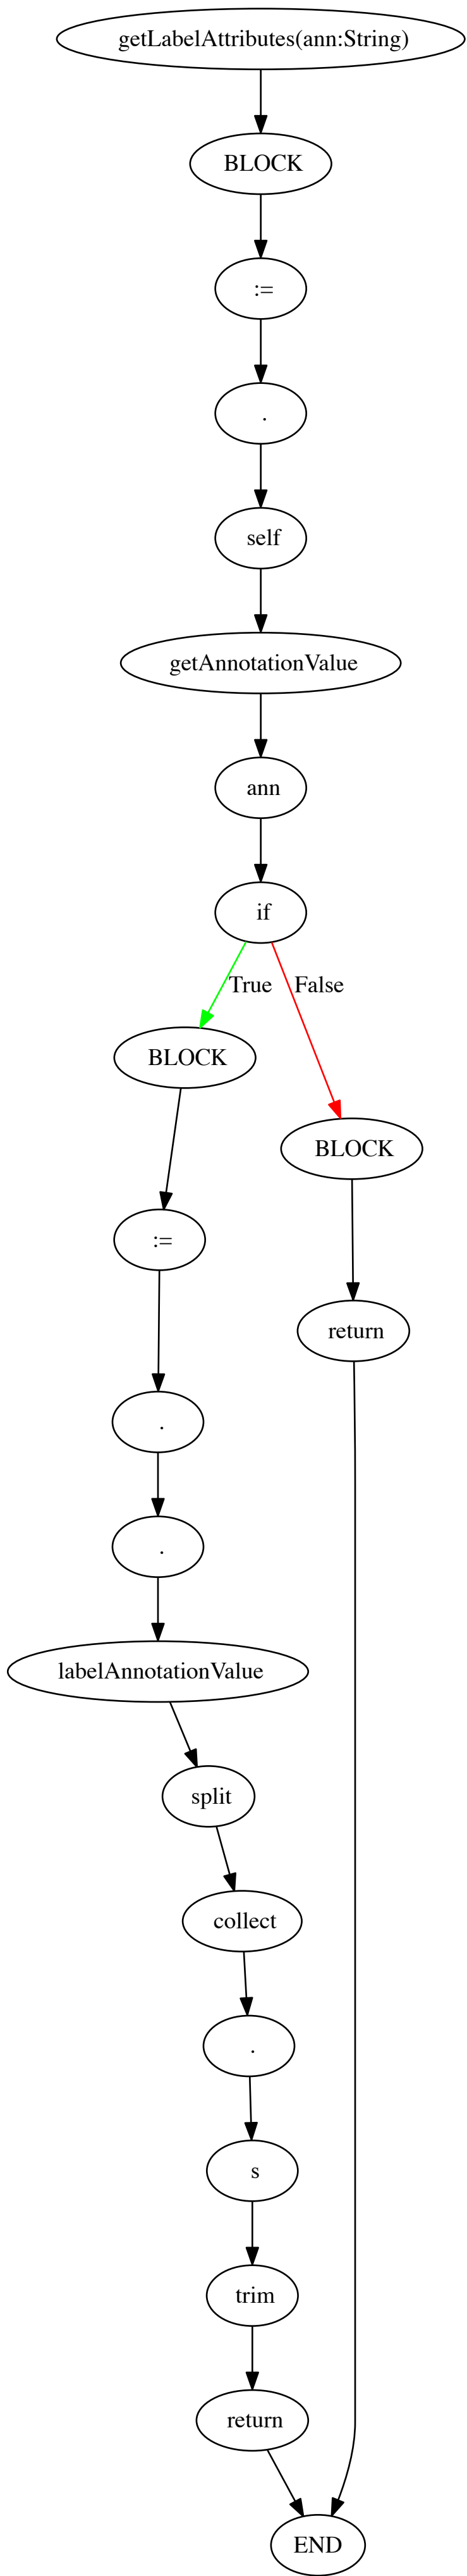 getLabelAttributes(ann:String)
BLOCK
:=
.
self
getAnnotationValue
ann
if
True
False
BLOCK
BLOCK
:=
return
.
.
labelAnnotationValue
split
collect
.
s
trim
return
END